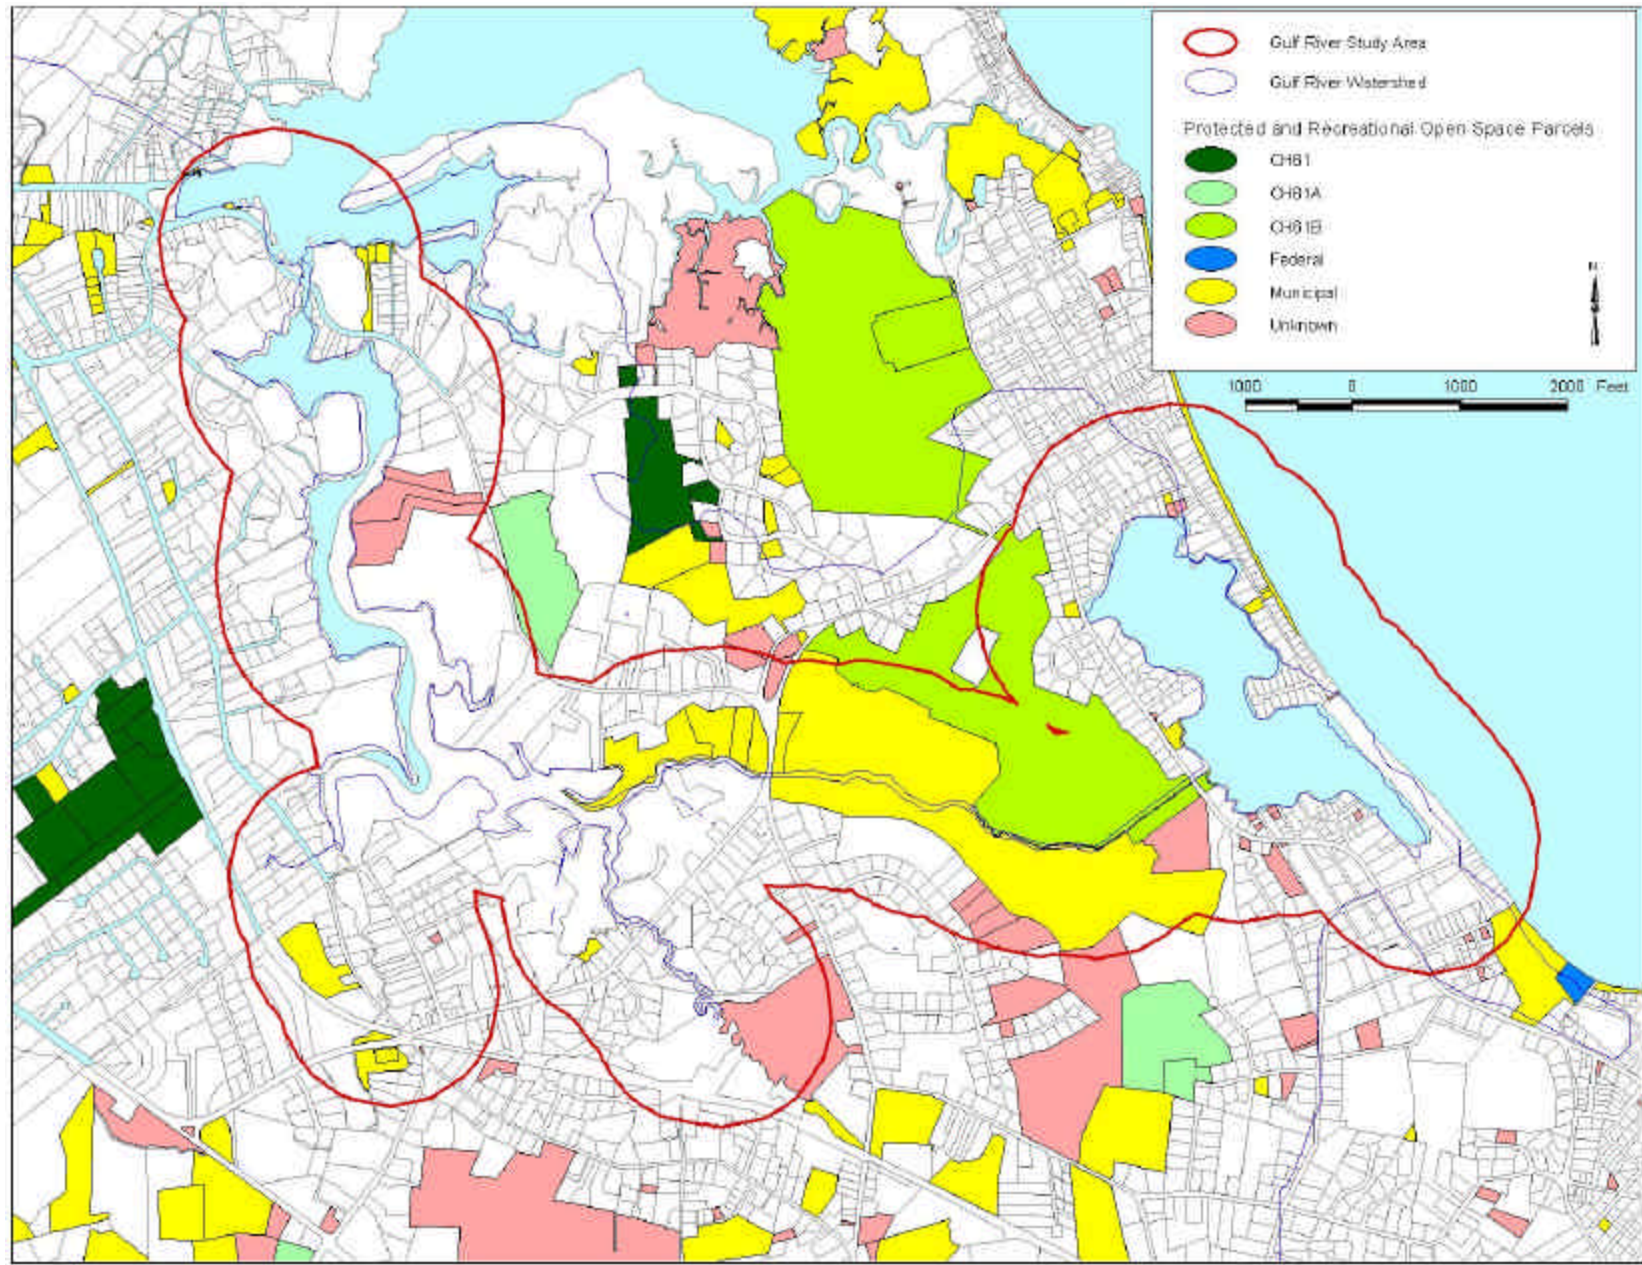 Gulf River Study Area
Gulf River Watershed
Protected and Recreational Open Space Parcels
CH61
CH61A
CH61B
Federal
Municipal
Unknown
N
1000 0 1000 2000 Feet